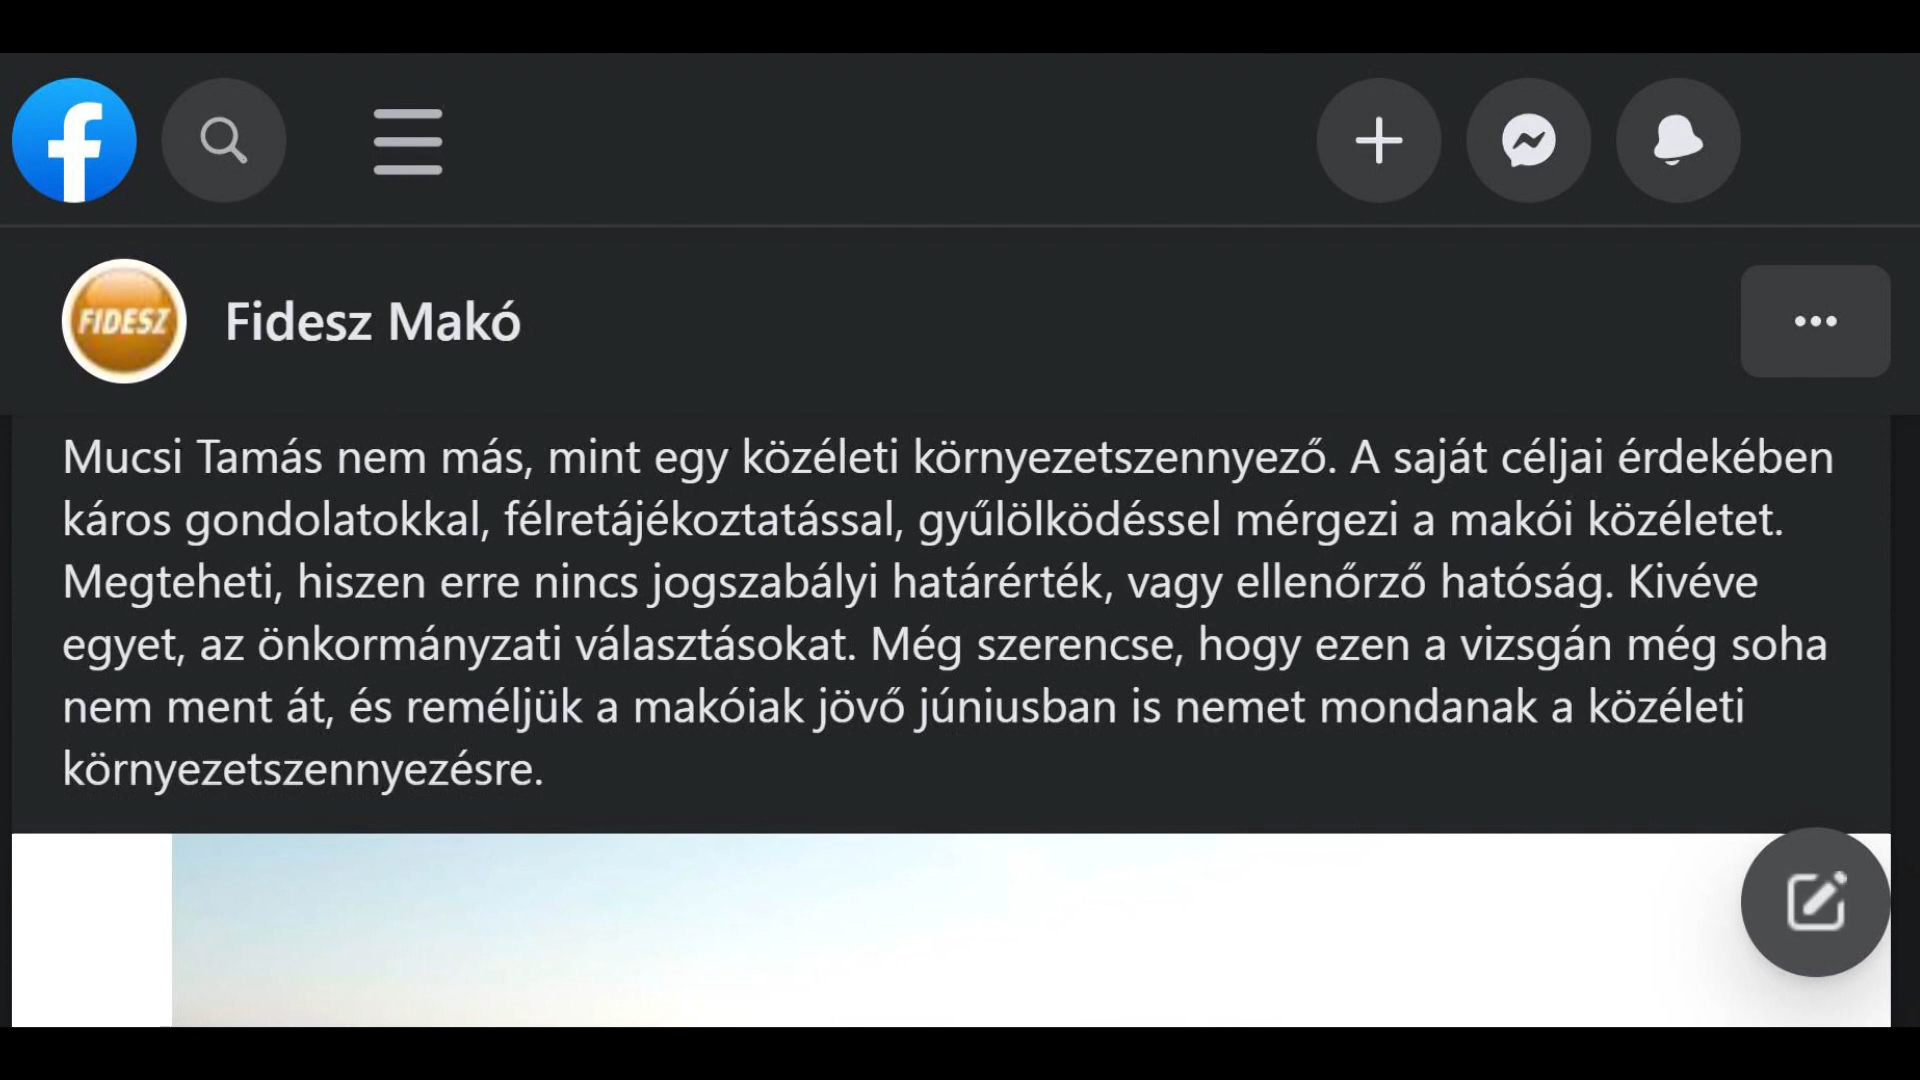 FIDESZ
Fidesz Makó
Mucsi Tamás nem más, mint egy közéleti környezetszennyező. A saját céljai érdekében
káros gondolatokkal, félretájékoztatással, gyűlölködéssel mérgezi a makói közéletet.
Megteheti, hiszen erre nincs jogszabályi határérték, vagy ellenőrző hatóság. Kivéve
egyet, az önkormányzati választásokat. Még szerencse, hogy ezen a vizsgán még soha
nem ment át, és reméljük a makóiak jövő júniusban is nemet mondanak a közéleti
környezetszennyezésre.